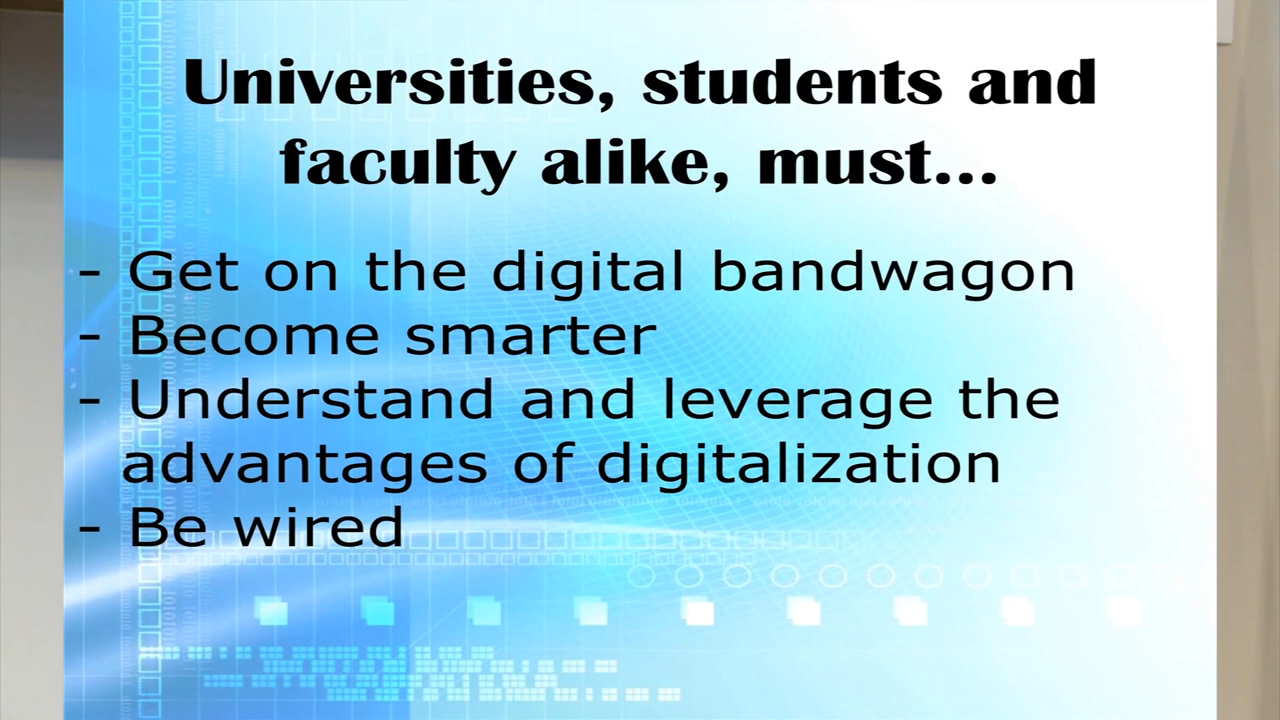 Universities, students and
faculty alike, must...
- Get on the digital bandwagon
- Become smarter
- Understand and leverage the
advantages of digitalization
- Be wired